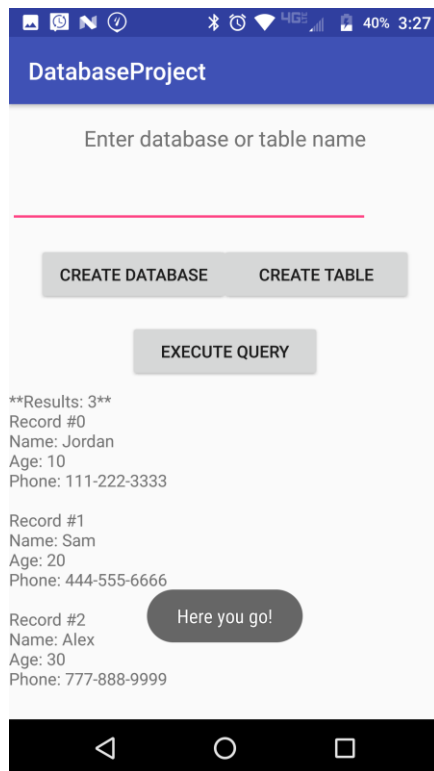 4G 40% 3:27
DatabaseProject
Enter database or table name
CREATE DATABASE CREATE TABLE
EXECUTE QUERY
**Results: 3**
Record #0
Name: Jordan
Age: 10
Phone: 111-222-3333
Record #1
Name: Sam
Age: 20
Phone: 444-555-6666
Here you go!
Record #2
Name: Alex
Age: 30
Phone: 777-888-9999